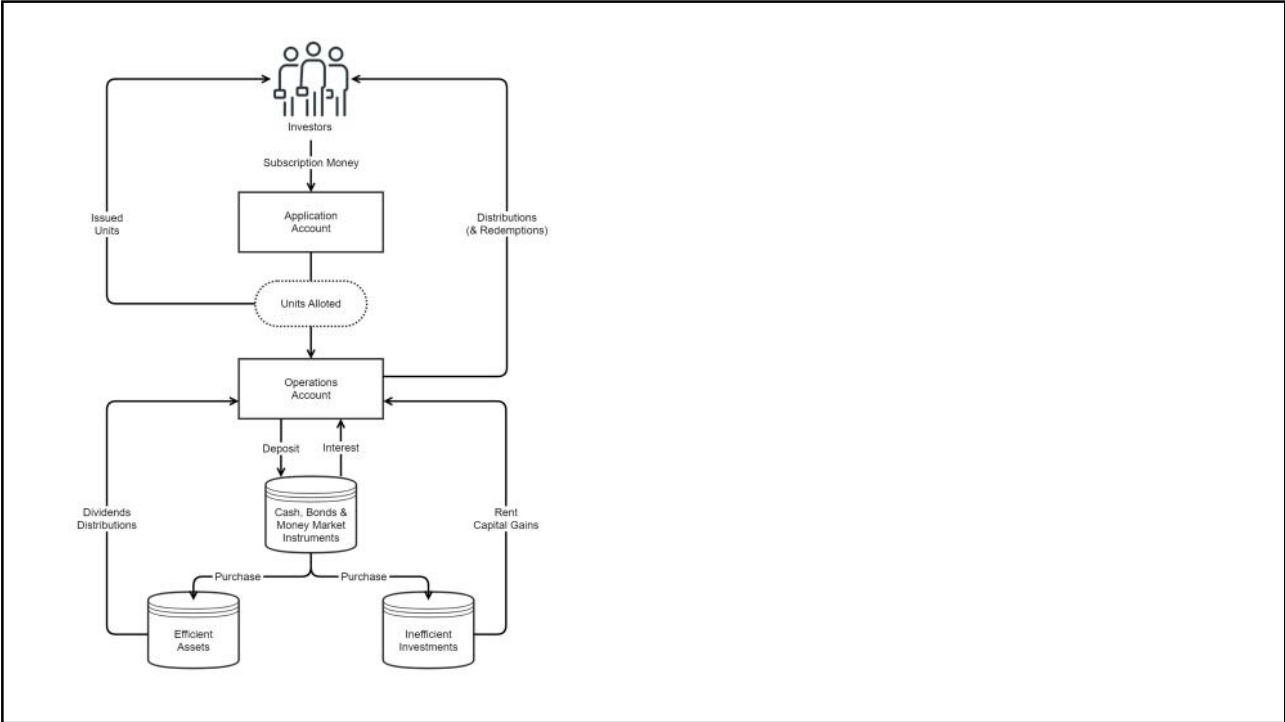 Investors
Subscription Money
Application
Account
Issued
Units
Distributions
(& Redemptions)
Units Alloted
Operations
Account
Deposit
Interest
Dividends
Distributions
Cash, Bonds &
Money Market
Instruments
Rent
Capital Gains
Purchase
Purchase
Efficient
Assets
Inefficient
Investments